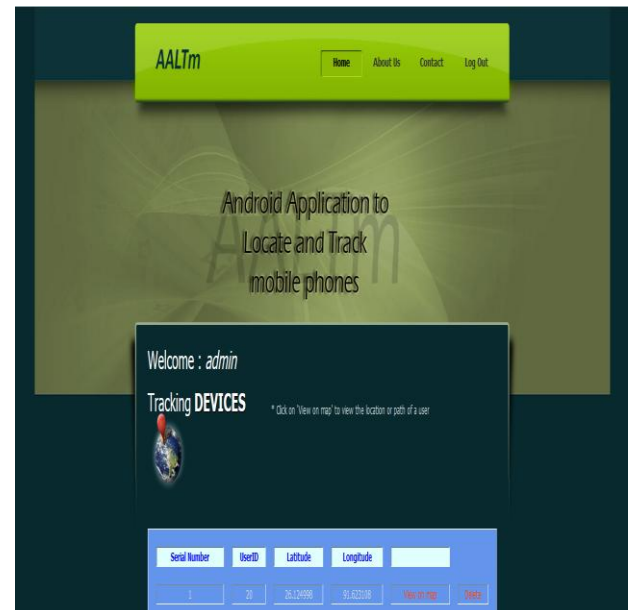 AALTm
Home About Us Contact Log Out
Android Application to
Locate and Track
mobile phones
AALTm
Welcome : admin
Tracking DEVICES
* Click on 'View on map' to view the location or path of a user
Serial Number UserID Latitude Longitude
1 20 26.124998 91.623108 View on map Delete